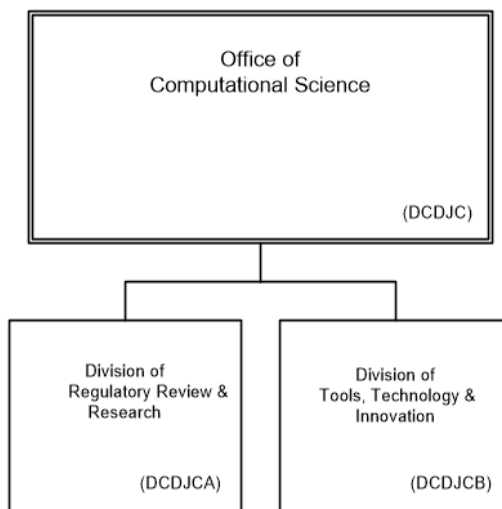 Office of
Computational Science
(DCDJC)
Division of
Regulatory Review &
Research
(DCDJCA)
Division of
Tools, Technology &
Innovation
(DCDJCB)